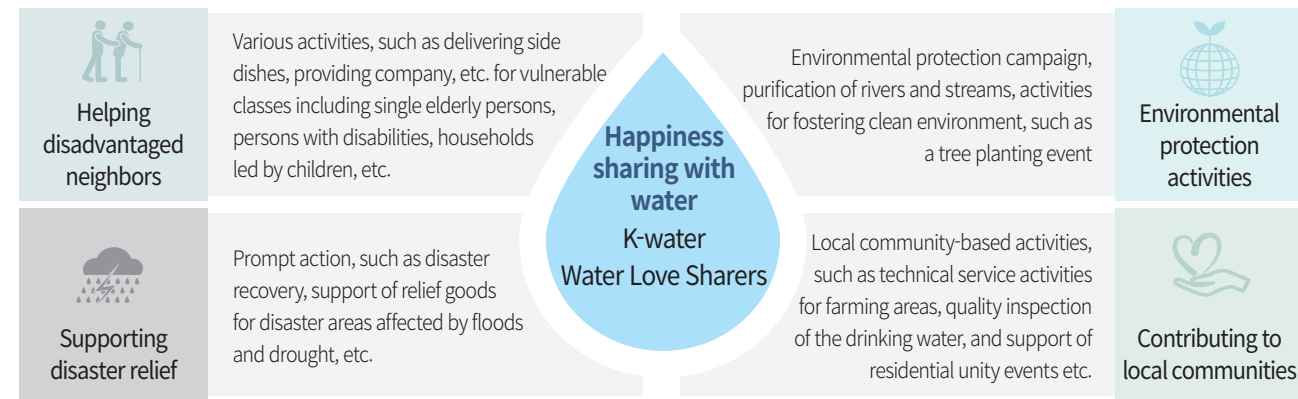 Helping
disadvantaged
neighbors
Various activities, such as delivering side
dishes, providing company, etc. for vulnerable
classes including single elderly persons,
persons with disabilities, households
led by children, etc.
Happiness
sharing with
water
K-water
Water Love Sharers
Environmental protection campaign,
purification of rivers and streams, activities
for fostering clean environment, such as
a tree planting event
Environmental
protection
activities
Supporting
disaster relief
Prompt action, such as disaster
recovery, support of relief goods
for disaster areas affected by floods
and drought, etc.
Local community-based activities,
such as technical service activities
for farming areas, quality inspection
of the drinking water, and support of
residential unity events etc.
Contributing to
local communities